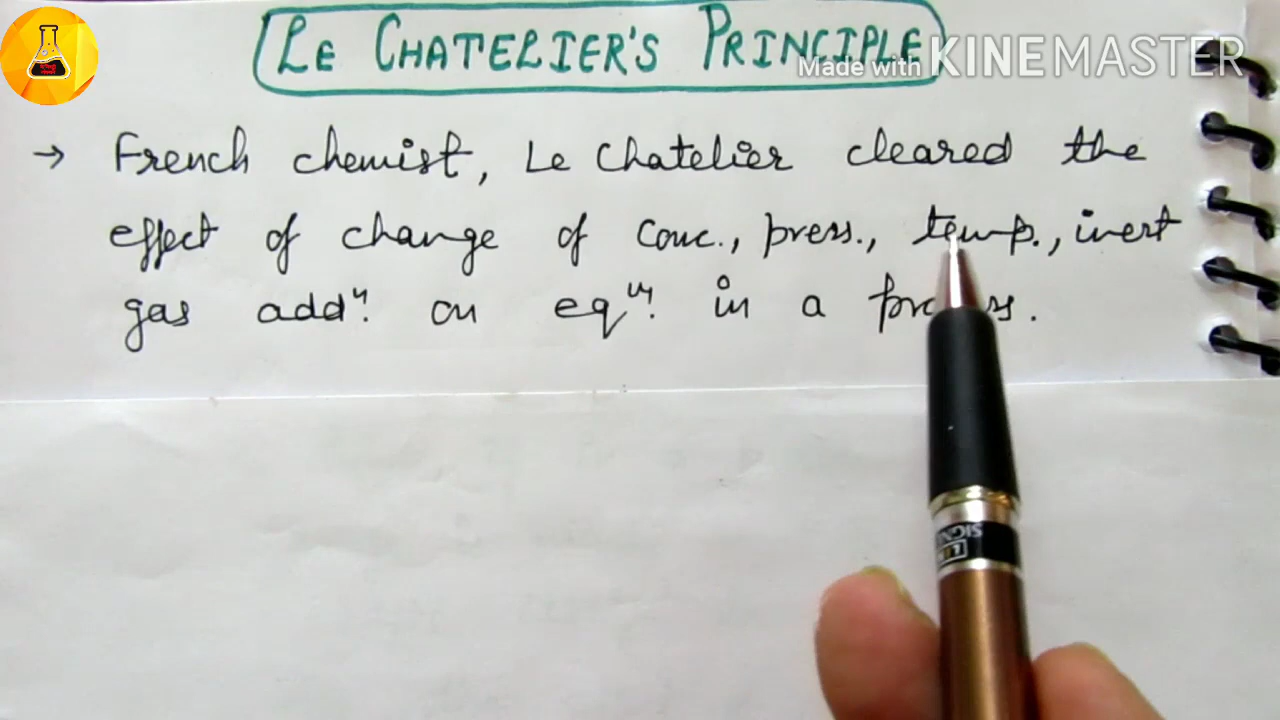 LE CHATELIER'S PRINCIPLE
Made with KINEMASTER
→ French chemist, Le Chatelier cleared the
effect of change of conc., press., temp., inert
gas addⁿ. on eqᵐ. in a process.